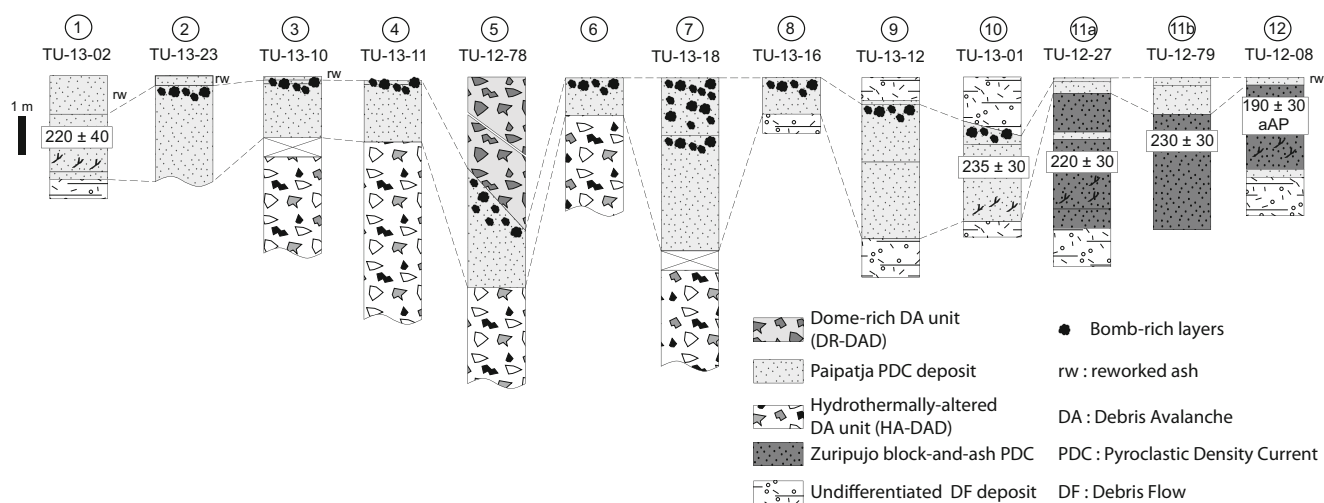 1 2 3 4 5 6 7 8 9 10 11a 11b 12
TU-13-02 TU-13-23 TU-13-10 TU-13-11 TU-12-78 TU-13-18 TU-13-16 TU-13-12 TU-13-01 TU-12-27 TU-12-79 TU-12-08
rw rw rw
rw
1 m
220 ± 40
235 ± 30
220 ± 30
230 ± 30
190 ± 30
aAP
Dome-rich DA unit
(DR-DAD)
Paipatja PDC deposit
Hydrothermally-altered
DA unit (HA-DAD)
Zuripujo block-and-ash PDC
Undifferentiated DF deposit
Bomb-rich layers
rw : reworked ash
DA : Debris Avalanche
PDC : Pyroclastic Density Current
DF : Debris Flow